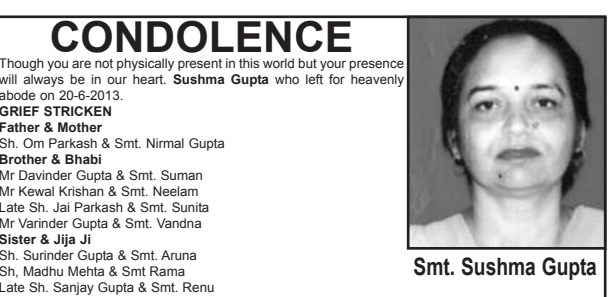 CONDOLENCE
Though you are not physically present in this world but your presence
will always be in our heart. Sushma Gupta who left for heavenly
abode on 20-6-2013.
GRIEF STRICKEN
Father & Mother
Sh. Om Parkash & Smt. Nirmal Gupta
Brother & Bhabi
Mr Davinder Gupta & Smt. Suman
Mr Kewal Krishan & Smt. Neelam
Late Sh. Jai Parkash & Smt. Sunita
Mr Varinder Gupta & Smt. Vandna
Sister & Jija Ji
Sh. Surinder Gupta & Smt. Aruna
Sh, Madhu Mehta & Smt Rama
Late Sh. Sanjay Gupta & Smt. Renu
Smt. Sushma Gupta